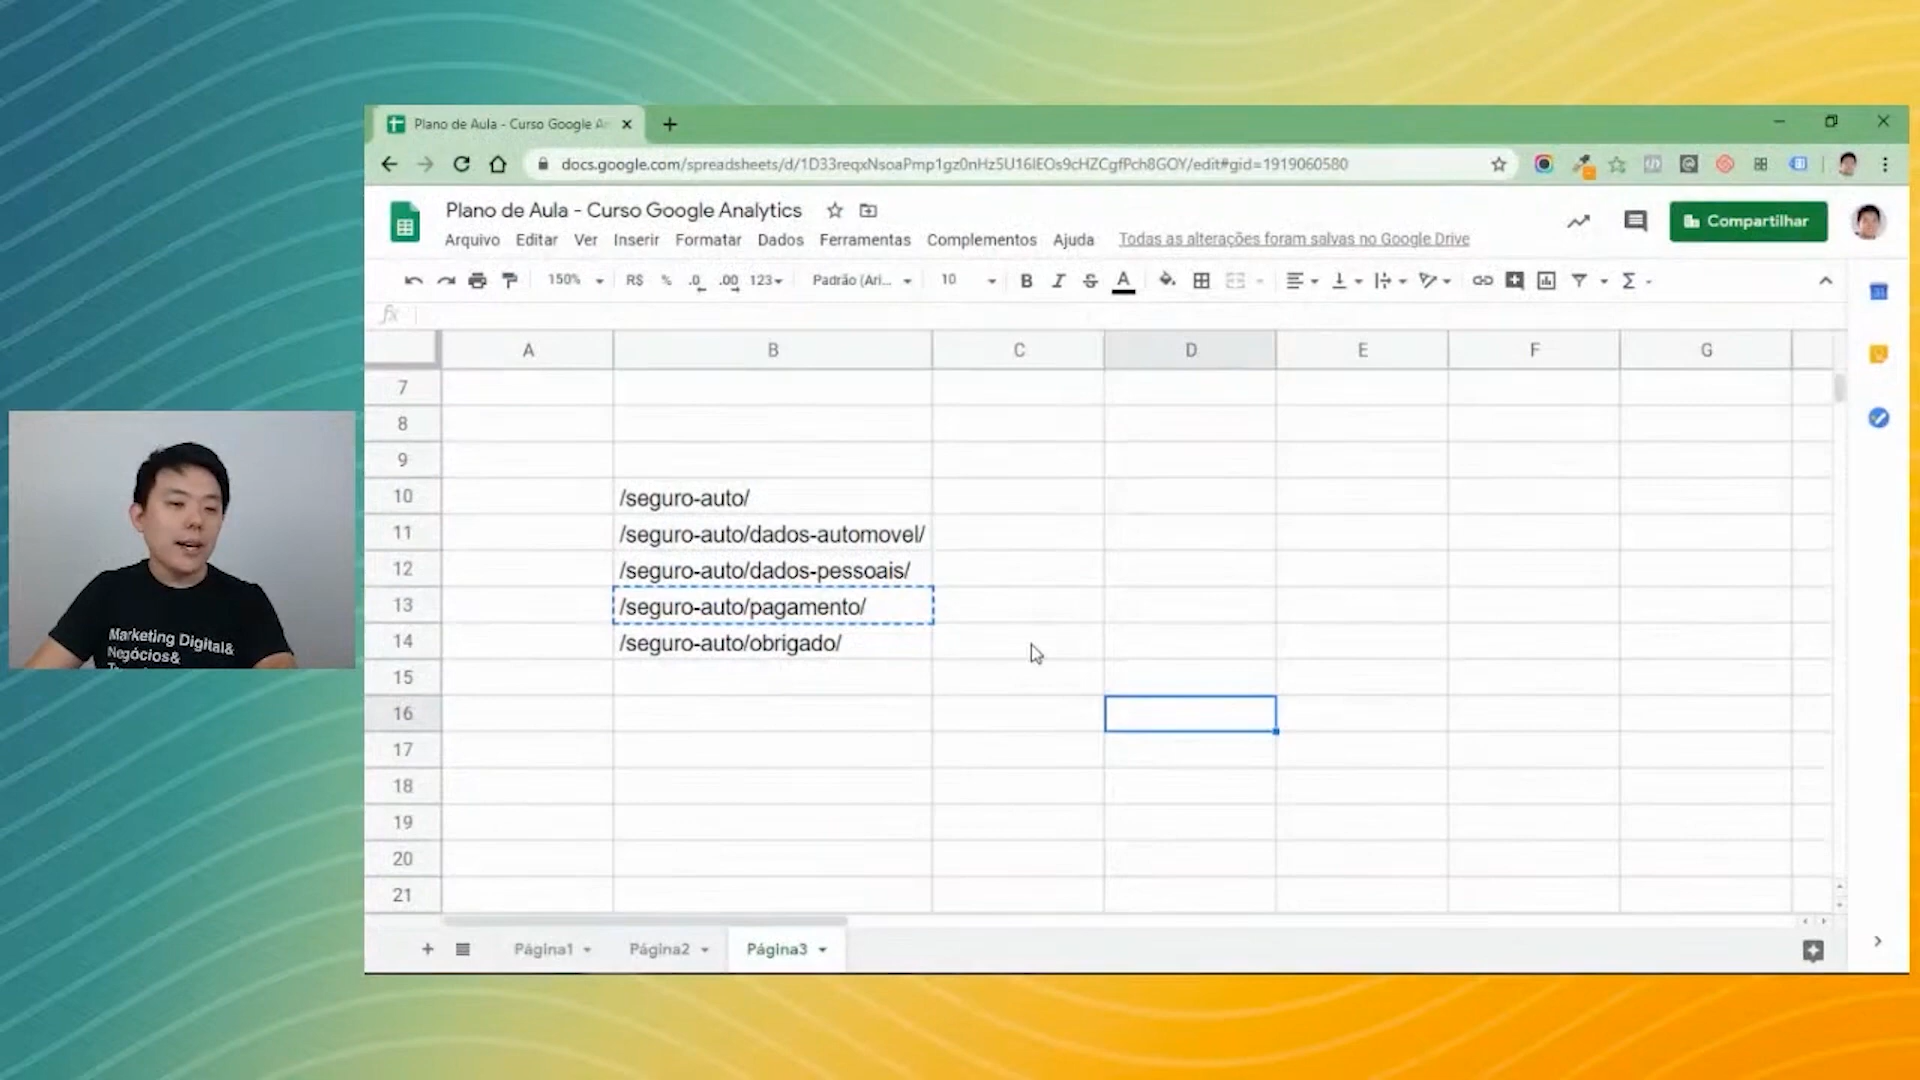 Plano de Aula - Curso Google An
docs.google.com/spreadsheets/d/1D33reqxNsoaPmp1gz0nHz5U16IEOs9cHZCgfPch8GOY/edit#gid=1919060580
Plano de Aula - Curso Google Analytics
Arquivo Editar Ver Inserir Formatar Dados Ferramentas Complementos Ajuda Todas as alterações foram salvas no Google Drive
Compartilhar
150% R$ % .0 .00 123 Padrão (Ari... 10 B I S A
fx
A B C D E F G
7
8
9
10 /seguro-auto/
11 /seguro-auto/dados-automovel/
12 /seguro-auto/dados-pessoais/
13 /seguro-auto/pagamento/
14 /seguro-auto/obrigado/
15
16
17
18
19
20
21
Página1 Página2 Página3
31
Marketing Digital&
Negócios&